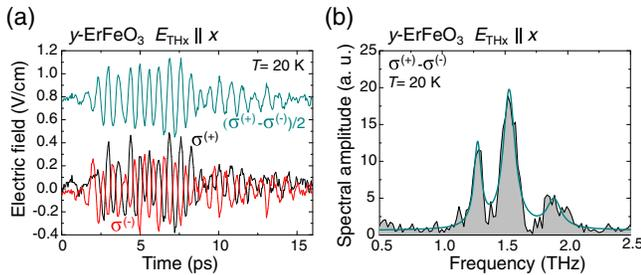 (a)
y-ErFeO3 ETHx || x
T= 20 K
(σ(+)-σ(-))/2
σ(+)
σ(-)
Electric field (V/cm)
1.2
1.0
0.8
0.6
0.4
0.2
0.0
-0.2
-0.4
0
5
10
15
Time (ps)
(b)
y-ErFeO3 ETHx || x
σ(+)-σ(-)
T= 20 K
Spectral amplitude (a. u.)
25
20
15
10
5
0
0.5
1.0
1.5
2.0
2.5
Frequency (THz)